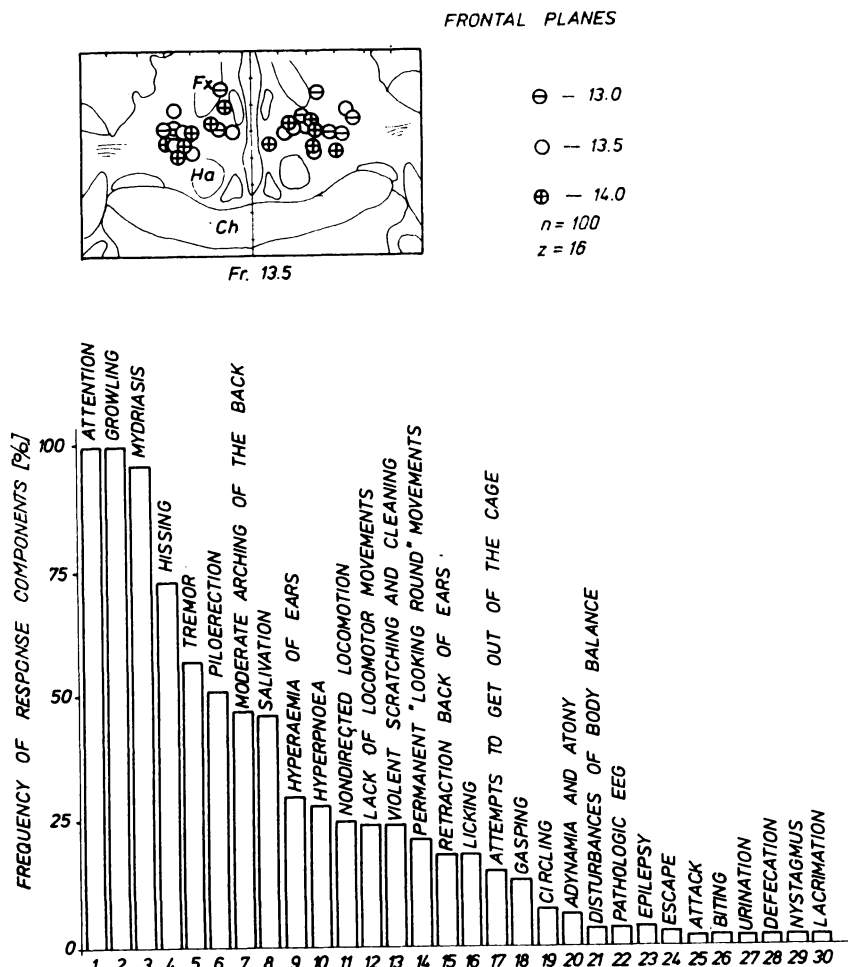 FRONTAL PLANES
Fx
Ha
Ch
Fr. 13.5
⊖ – 13.0
○ – 13.5
⊕ – 14.0
n = 100
z = 16
FREQUENCY OF RESPONSE COMPONENTS [%]
100
75
50
25
0
ATTENTION
GROWLING
MYDRIASIS
HISSING
TREMOR
PILOERECTION
MODERATE ARCHING OF THE BACK
SALIVATION
HYPERAEMIA OF EARS
HYPERPNOEA
NONDIRECTED LOCOMOTION
LACK OF LOCOMOTOR MOVEMENTS
VIOLENT SCRATCHING AND CLEANING
PERMANENT "LOOKING ROUND" MOVEMENTS
RETRACTION BACK OF EARS
LICKING
ATTEMPTS TO GET OUT OF THE CAGE
GASPING
CIRCLING
ADYNAMIA AND ATONY
DISTURBANCES OF BODY BALANCE
PATHOLOGIC EEG
EPILEPSY
ESCAPE
ATTACK
BITING
URINATION
DEFECATION
NYSTAGMUS
LACRIMATION
1 2 3 4 5 6 7 8 9 10 11 12 13 14 15 16 17 18 19 20 21 22 23 24 25 26 27 28 29 30